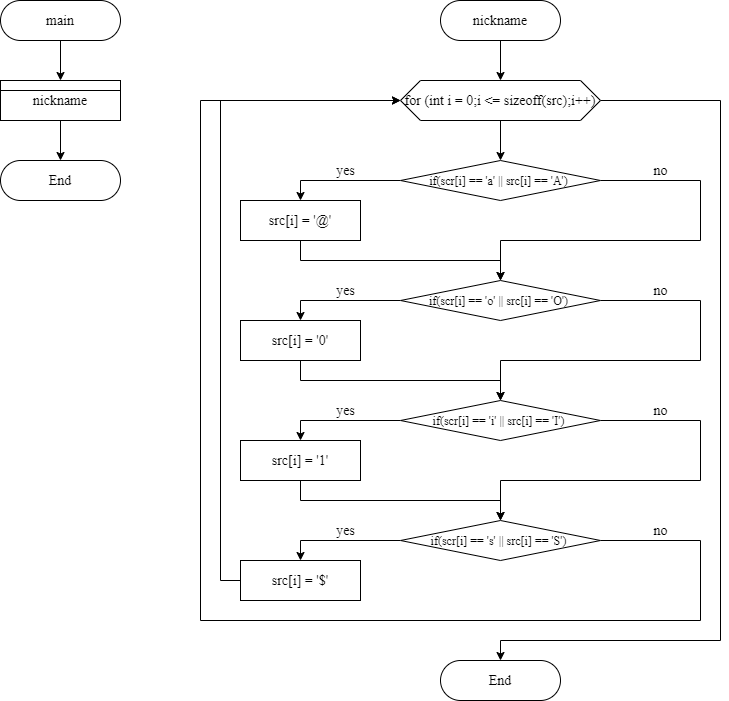 main
nickname
End
nickname
for (int i = 0;i <= sizeoff(src);i++)
if(scr[i] == 'a' || src[i] == 'A')
yes
no
src[i] = '@'
if(scr[i] == 'o' || src[i] == 'O')
yes
no
src[i] = '0'
if(scr[i] == 'i' || src[i] == 'I')
yes
no
src[i] = '1'
if(scr[i] == 's' || src[i] == 'S')
yes
no
src[i] = '$'
End